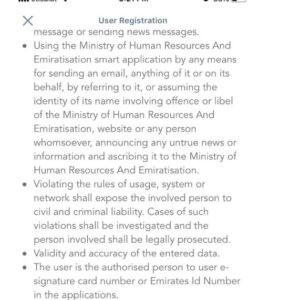 User Registration
message or sending news messages.
• Using the Ministry of Human Resources And
Emiratisation smart application by any means
for sending an email, anything of it or on its
behalf, by referring to it, or assuming the
identity of its name involving offence or libel
of the Ministry of Human Resources And
Emiratisation, website or any person
whomsoever, announcing any untrue news or
information and ascribing it to the Ministry of
Human Resources And Emiratisation.
• Violating the rules of usage, system or
network shall expose the involved person to
civil and criminal liability. Cases of such
violations shall be investigated and the
person involved shall be legally prosecuted.
• Validity and accuracy of the entered data.
• The user is the authorised person to user e-
signature card number or Emirates Id Number
in the applications.